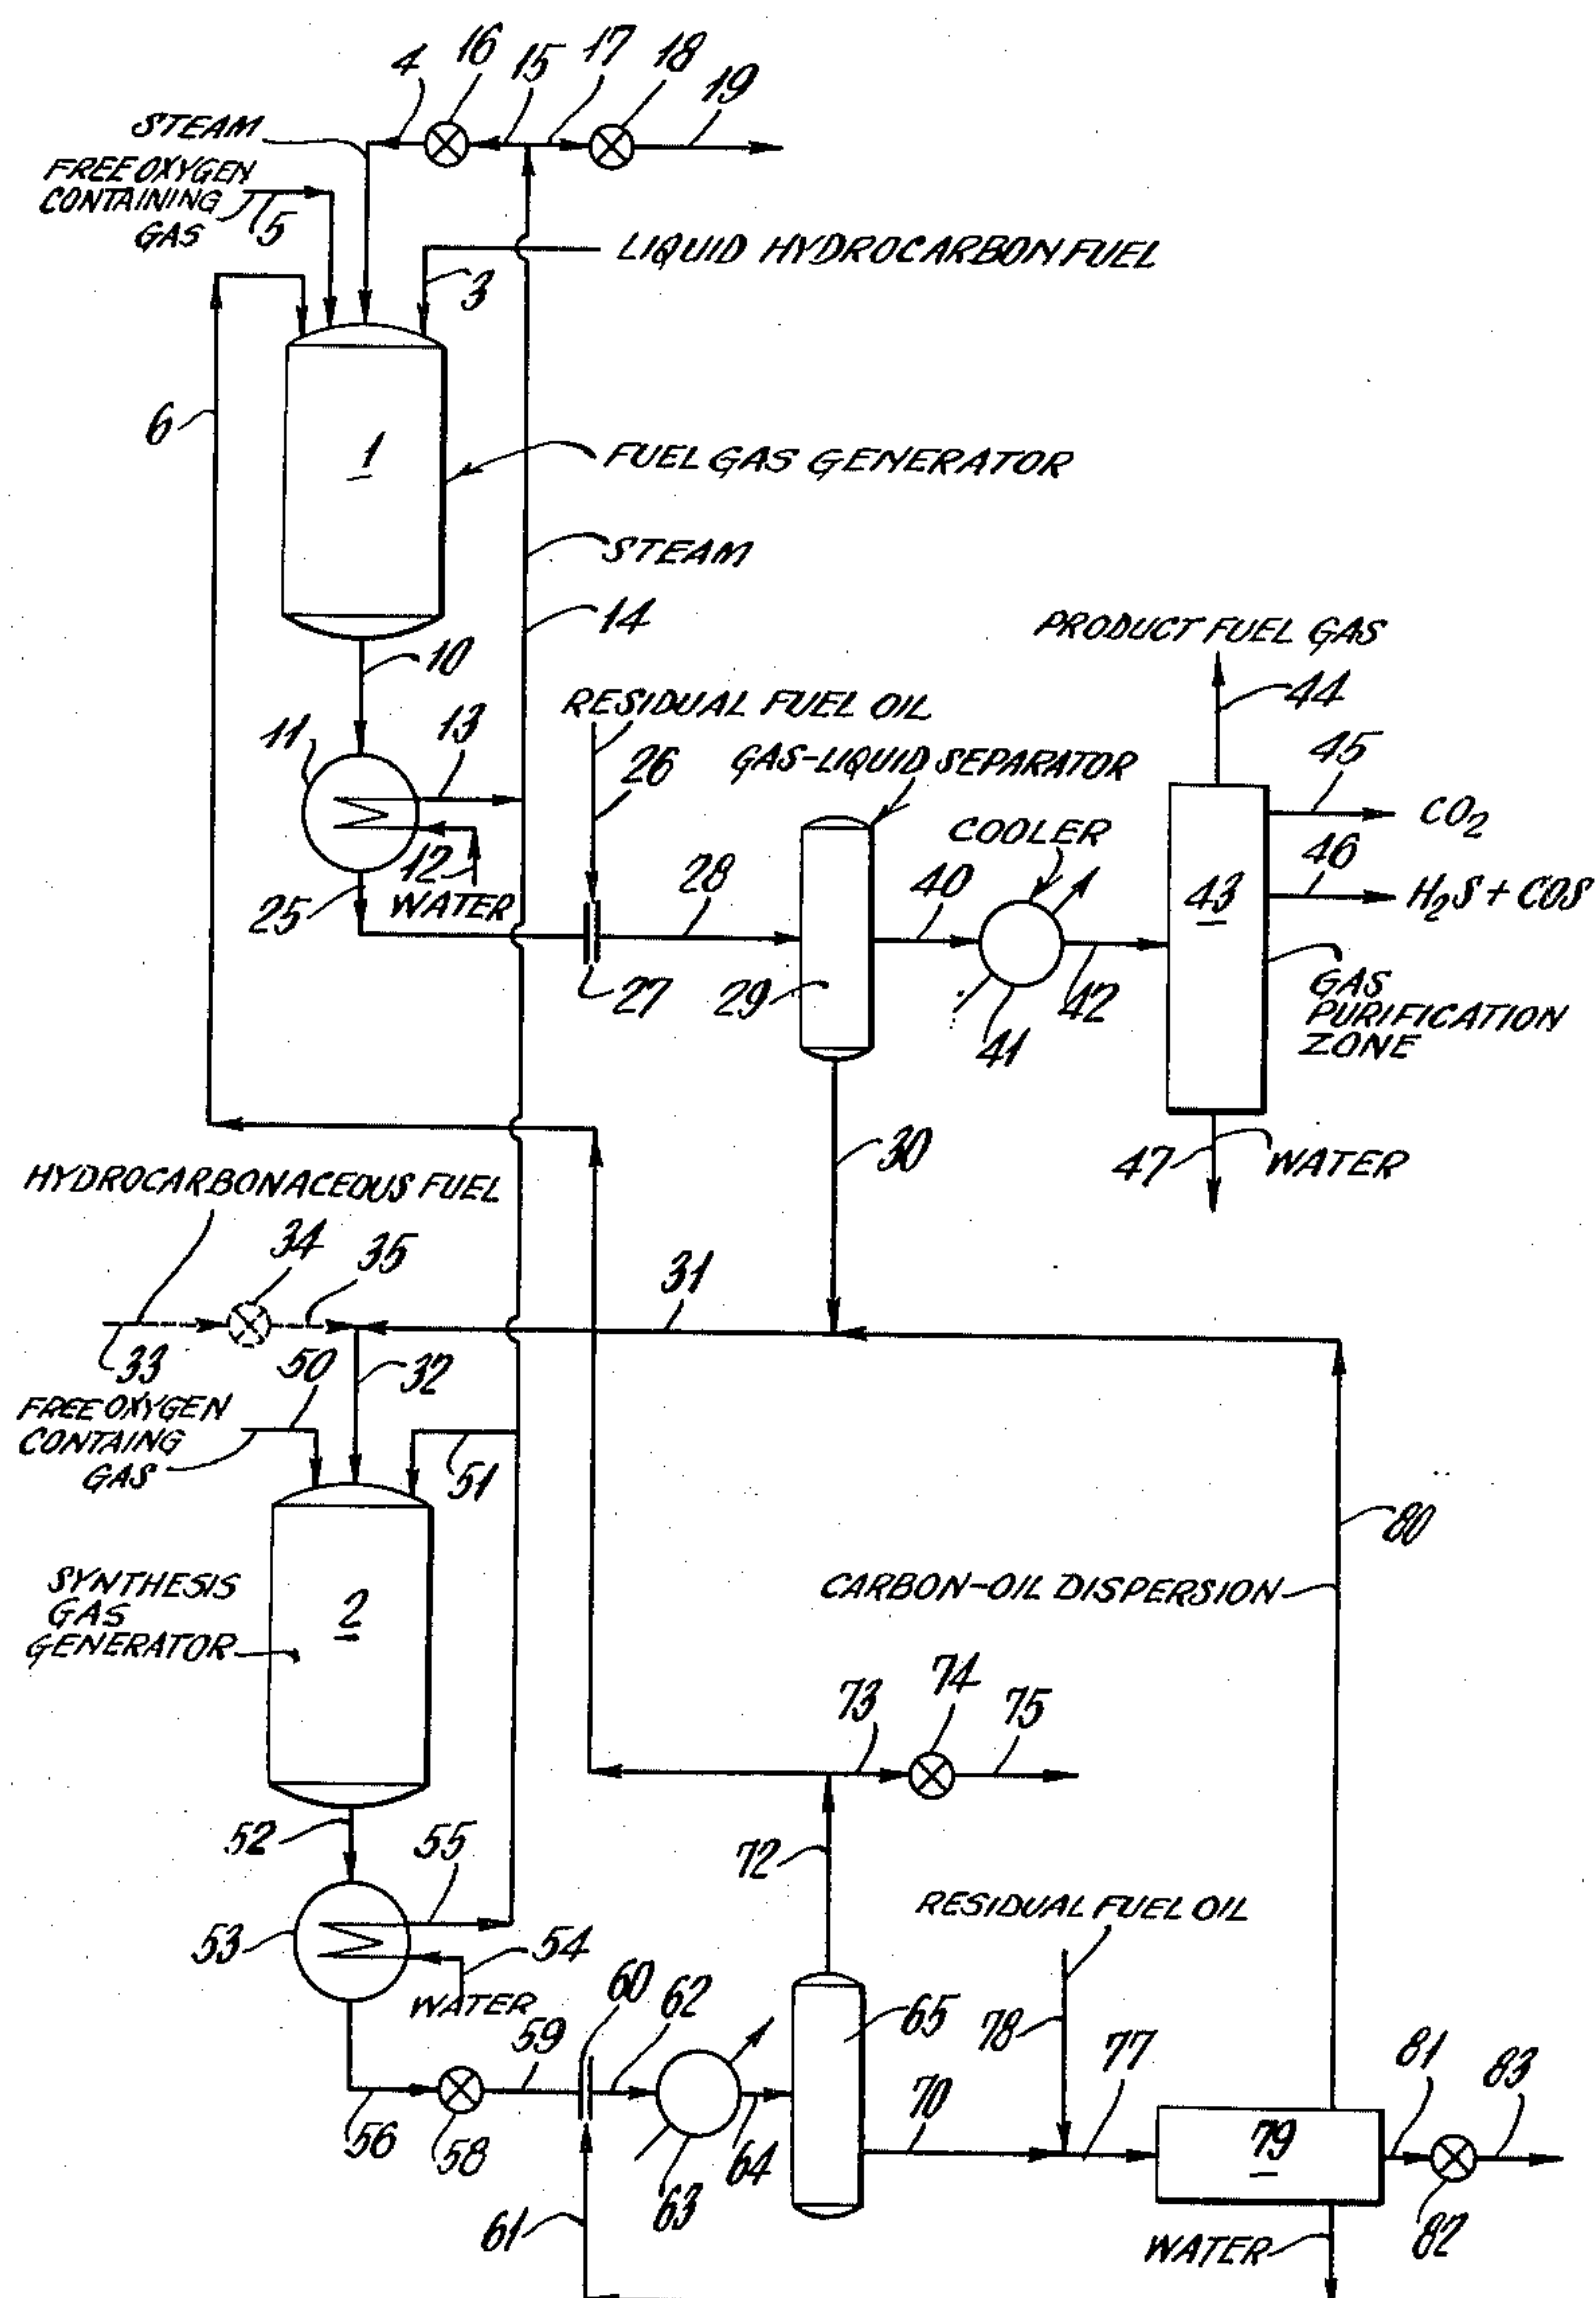 4 16 15 17 18 19
STEAM
FREE OXYGEN
CONTAINING
GAS 5
LIQUID HYDROCARBON FUEL
3
6
1
FUEL GAS GENERATOR
STEAM
14
10
PRODUCT FUEL GAS
44
RESIDUAL FUEL OIL
11 13
26
GAS-LIQUID SEPARATOR
45
CO2
COOLER
12
WATER
25
28
40
43
46
H2S + COS
27
29
41
42
GAS
PURIFICATION
ZONE
30
47 WATER
HYDROCARBONACEOUS FUEL
34 35
31
33
50
32
FREE OXYGEN
CONTAING
GAS
51
80
SYNTHESIS
GAS
GENERATOR
2
CARBON-OIL DISPERSION
73 74 75
52 55
72
RESIDUAL FUEL OIL
53
54
WATER
60
62
65
78
59
77
81
83
70
79
56
58
64
63
61
82
WATER